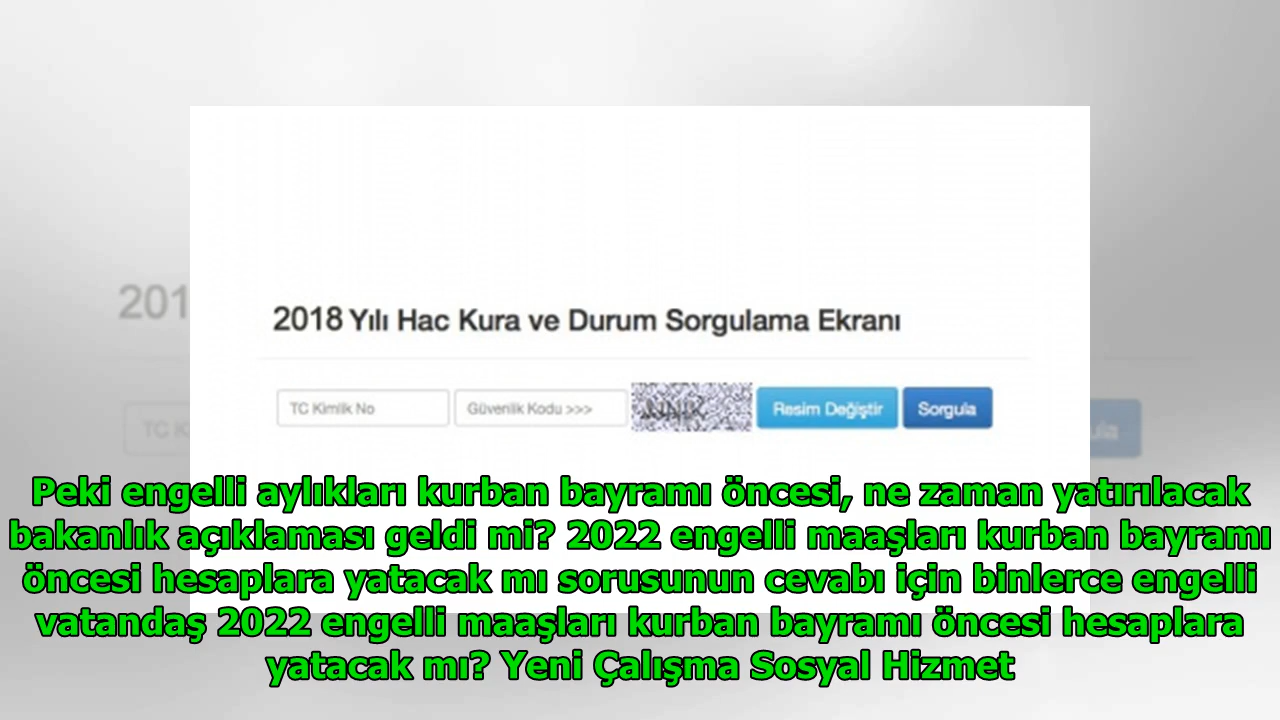 2018 Yılı Hac Kura ve Durum Sorgulama Ekranı
TC Kimlik No
Güvenlik Kodu >>>
Resim Değiştir
Sorgula
Peki engelli aylıkları kurban bayramı öncesi, ne zaman yatırılacak
bakanlık açıklaması geldi mi? 2022 engelli maaşları kurban bayramı
öncesi hesaplara yatacak mı sorusunun cevabı için binlerce engelli
vatandaş 2022 engelli maaşları kurban bayramı öncesi hesaplara
yatacak mı? Yeni Çalışma Sosyal Hizmet